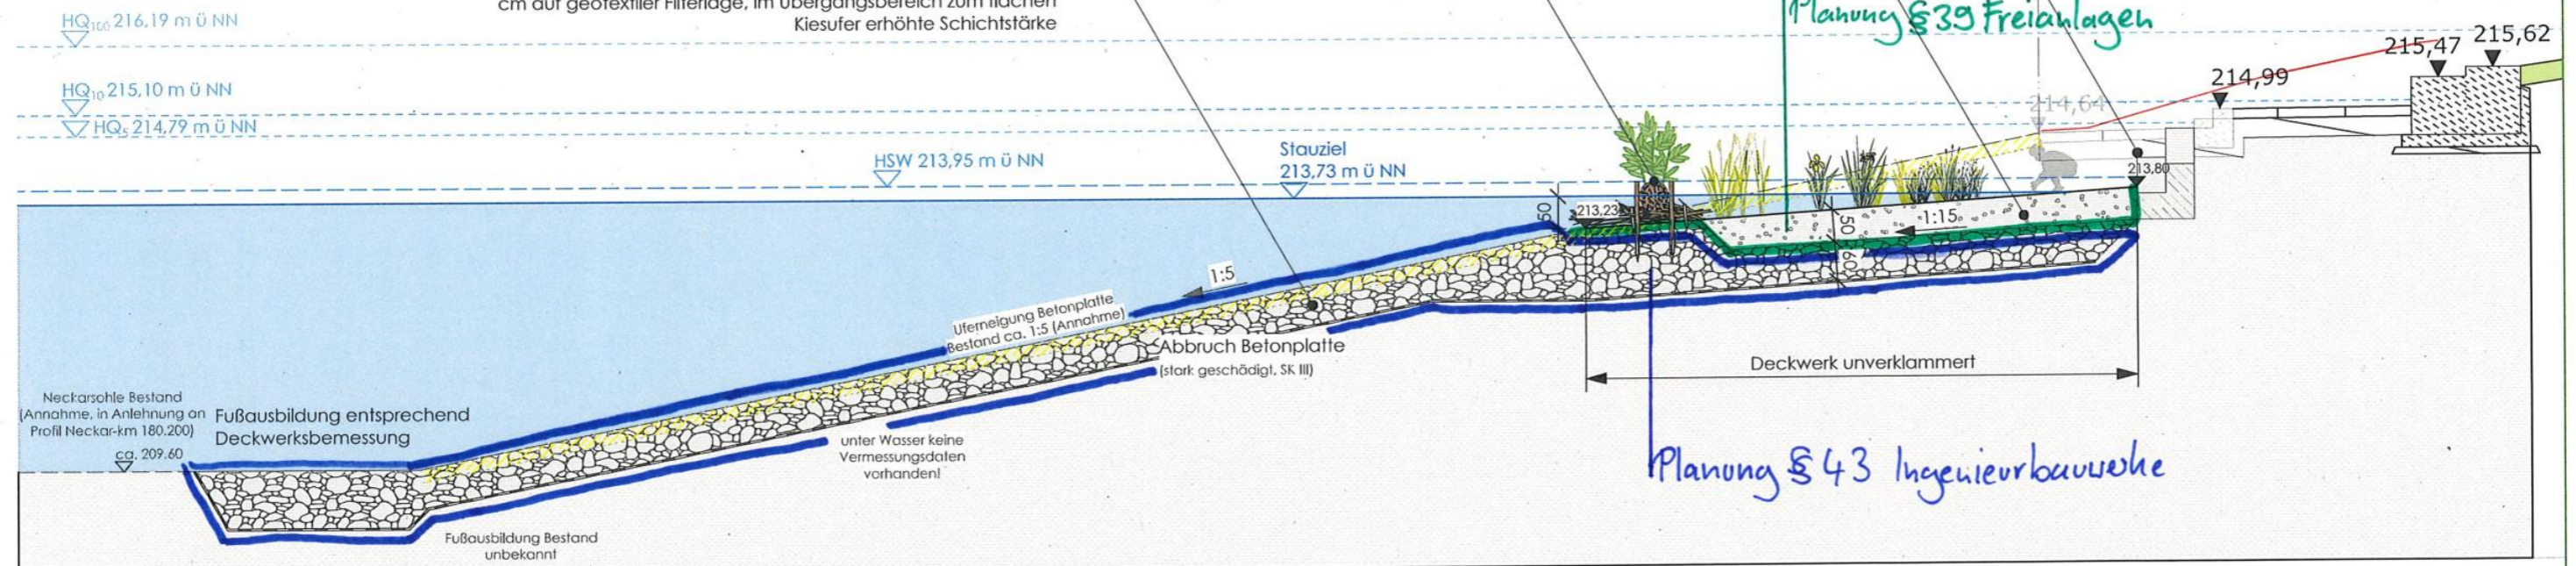 cm auf geotextiler Filterlage, im Übergangsbereich zum flachen
Kiesufer erhöhte Schichtstärke
HQ₁₀₀ 216,19 m ü NN
Planung §39 Freianlagen
215,47
215,62
HQ₁₀ 215,10 m ü NN
214,99
214,64
HQ₅ 214,79 m ü NN
HSW 213,95 m ü NN
Stauziel
213,73 m ü NN
213,80
50
213,23
1:15
50
60
1:5
Uferneigung Betonplatte
Bestand ca. 1:5 (Annahme)
Abbruch Betonplatte
(stark geschädigt, SK III)
Deckwerk unverklammert
Neckarsohle Bestand
(Annahme, in Anlehnung an
Profil Neckar-km 180.200)
ca. 209.60
Fußausbildung entsprechend
Deckwerksbemessung
unter Wasser keine
Vermessungsdaten
vorhanden!
Planung § 43 Ingenieurbauwerke
Fußausbildung Bestand
unbekannt